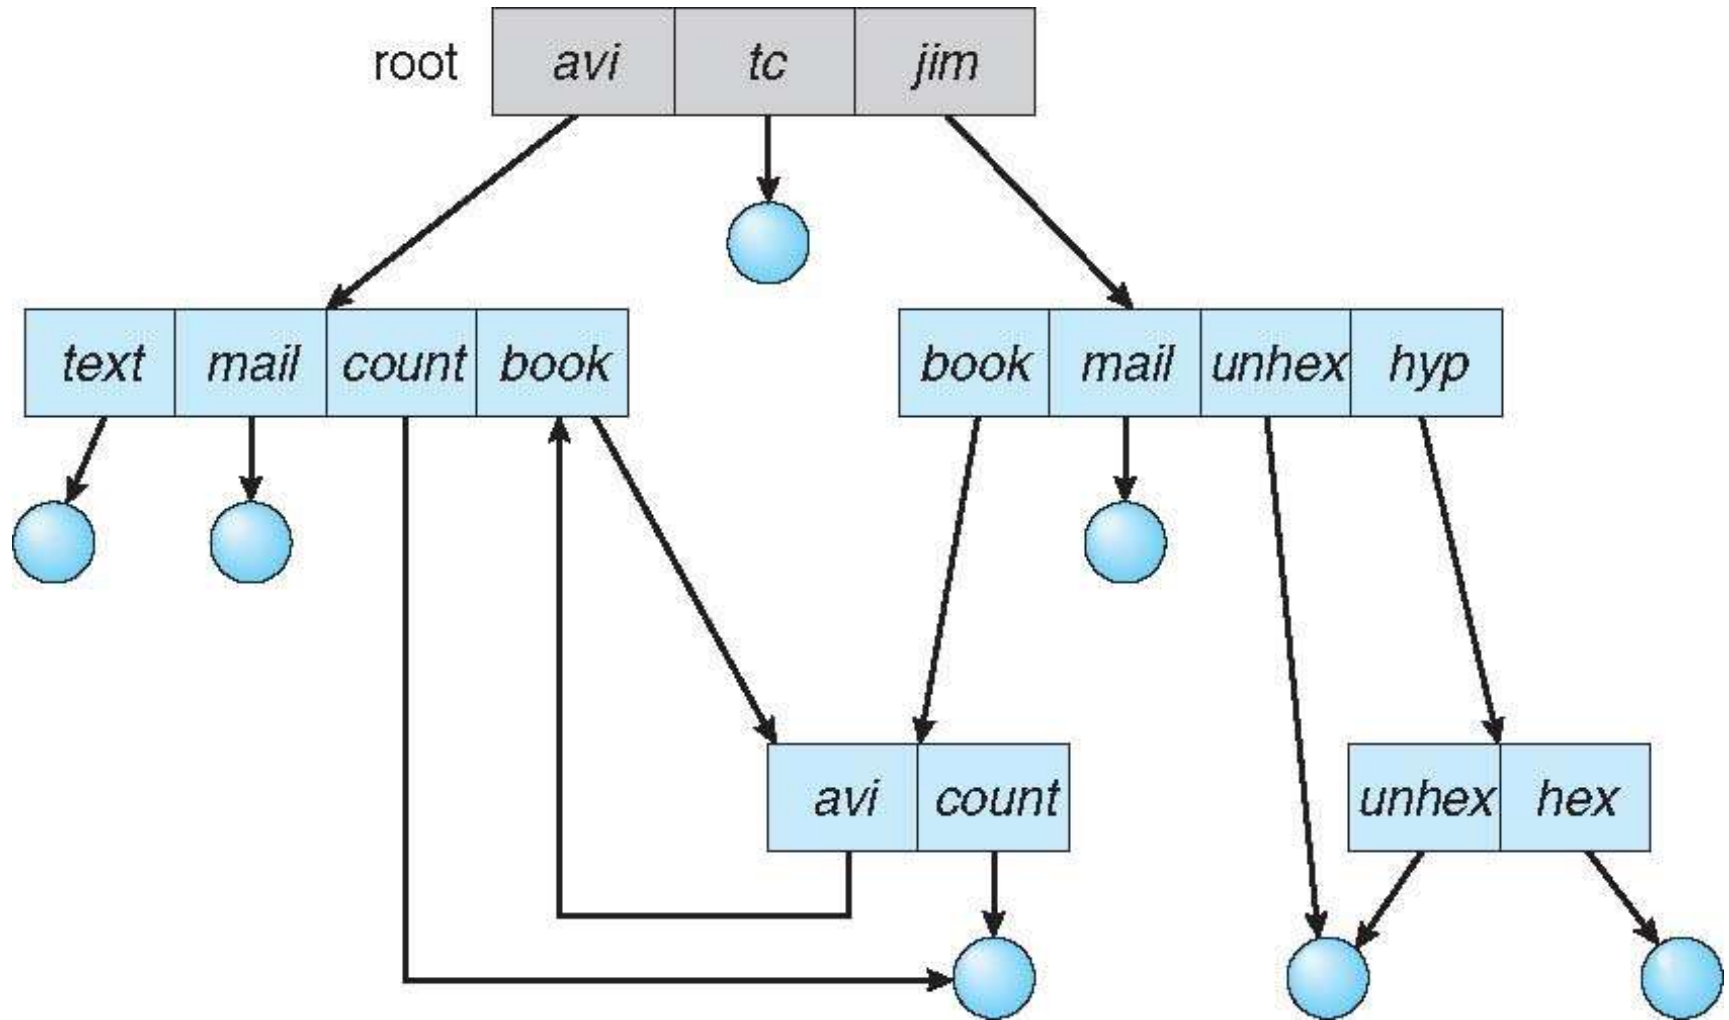 root avi tc jim
text mail count book
book mail unhex hyp
avi count
unhex hex